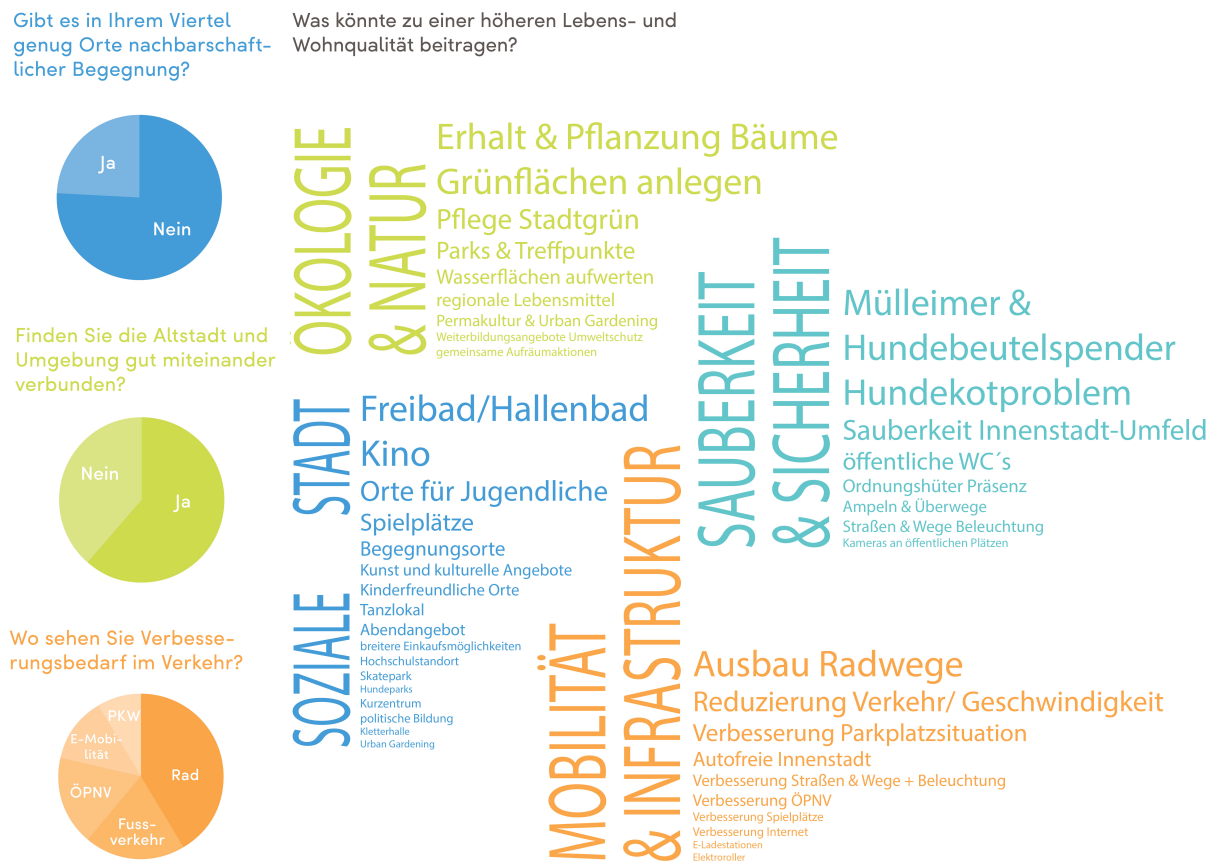 Gibt es in Ihrem Viertel
genug Orte nachbarschaft-
licher Begegnung?
Ja
Nein
Finden Sie die Altstadt und
Umgebung gut miteinander
verbunden?
Nein
Ja
Wo sehen Sie Verbesse-
rungsbedarf im Verkehr?
PKW
E-Mobi-
lität
Rad
ÖPNV
Fuss-
verkehr
Was könnte zu einer höheren Lebens- und
Wohnqualität beitragen?
ÖKOLOGIE
& NATUR
Erhalt & Pflanzung Bäume
Grünflächen anlegen
Pflege Stadtgrün
Parks & Treffpunkte
Wasserflächen aufwerten
regionale Lebensmittel
Permakultur & Urban Gardening
Weiterbildungsangebote Umweltschutz
gemeinsame Aufräumaktionen
SAUBERKEIT
& SICHERHEIT
Mülleimer &
Hundebeutelspender
Hundekotproblem
Sauberkeit Innenstadt-Umfeld
öffentliche WC´s
Ordnungshüter Präsenz
Ampeln & Überwege
Straßen & Wege Beleuchtung
Kameras an öffentlichen Plätzen
SOZIALE STADT
Freibad/Hallenbad
Kino
Orte für Jugendliche
Spielplätze
Begegnungsorte
Kunst und kulturelle Angebote
Kinderfreundliche Orte
Tanzlokal
Abendangebot
breitere Einkaufsmöglichkeiten
Hochschulstandort
Skatepark
Hundeparks
Kurzentrum
politische Bildung
Kletterhalle
Urban Gardening
MOBILITÄT
& INFRASTRUKTUR
Ausbau Radwege
Reduzierung Verkehr/ Geschwindigkeit
Verbesserung Parkplatzsituation
Autofreie Innenstadt
Verbesserung Straßen & Wege + Beleuchtung
Verbesserung ÖPNV
Verbesserung Spielplätze
Verbesserung Internet
E-Ladestationen
Elektroroller